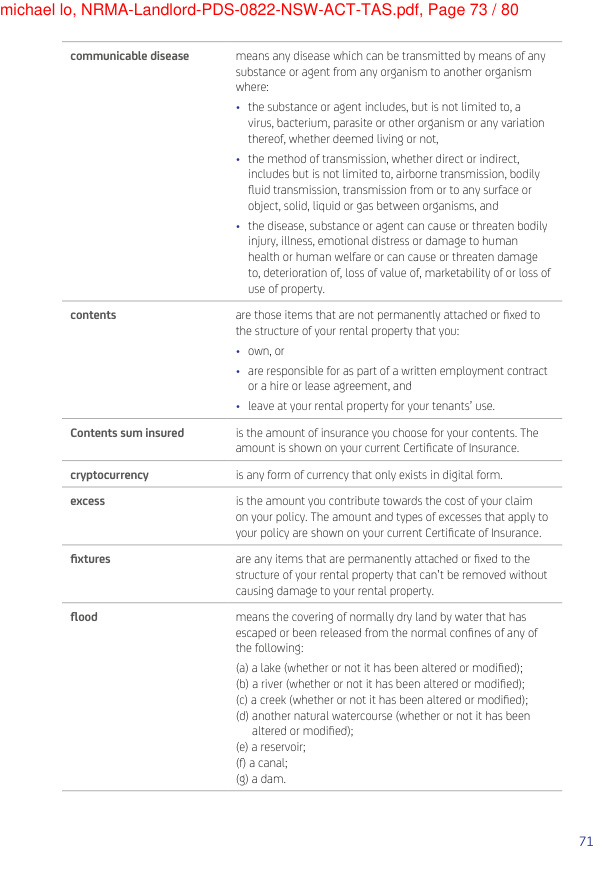 michael lo, NRMA-Landlord-PDS-0822-NSW-ACT-TAS.pdf, Page 73 / 80
communicable disease means any disease which can be transmitted by means of any
substance or agent from any organism to another organism
where:
• the substance or agent includes, but is not limited to, a
virus, bacterium, parasite or other organism or any variation
thereof, whether deemed living or not,
• the method of transmission, whether direct or indirect,
includes but is not limited to, airborne transmission, bodily
fluid transmission, transmission from or to any surface or
object, solid, liquid or gas between organisms, and
• the disease, substance or agent can cause or threaten bodily
injury, illness, emotional distress or damage to human
health or human welfare or can cause or threaten damage
to, deterioration of, loss of value of, marketability of or loss of
use of property.
contents are those items that are not permanently attached or fixed to
the structure of your rental property that you:
• own, or
• are responsible for as part of a written employment contract
or a hire or lease agreement, and
• leave at your rental property for your tenants' use.
Contents sum insured is the amount of insurance you choose for your contents. The
amount is shown on your current Certificate of Insurance.
cryptocurrency is any form of currency that only exists in digital form.
excess is the amount you contribute towards the cost of your claim
on your policy. The amount and types of excesses that apply to
your policy are shown on your current Certificate of Insurance.
fixtures are any items that are permanently attached or fixed to the
structure of your rental property that can't be removed without
causing damage to your rental property.
flood means the covering of normally dry land by water that has
escaped or been released from the normal confines of any of
the following:
(a) a lake (whether or not it has been altered or modified);
(b) a river (whether or not it has been altered or modified);
(c) a creek (whether or not it has been altered or modified);
(d) another natural watercourse (whether or not it has been
altered or modified);
(e) a reservoir;
(f) a canal;
(g) a dam.
71